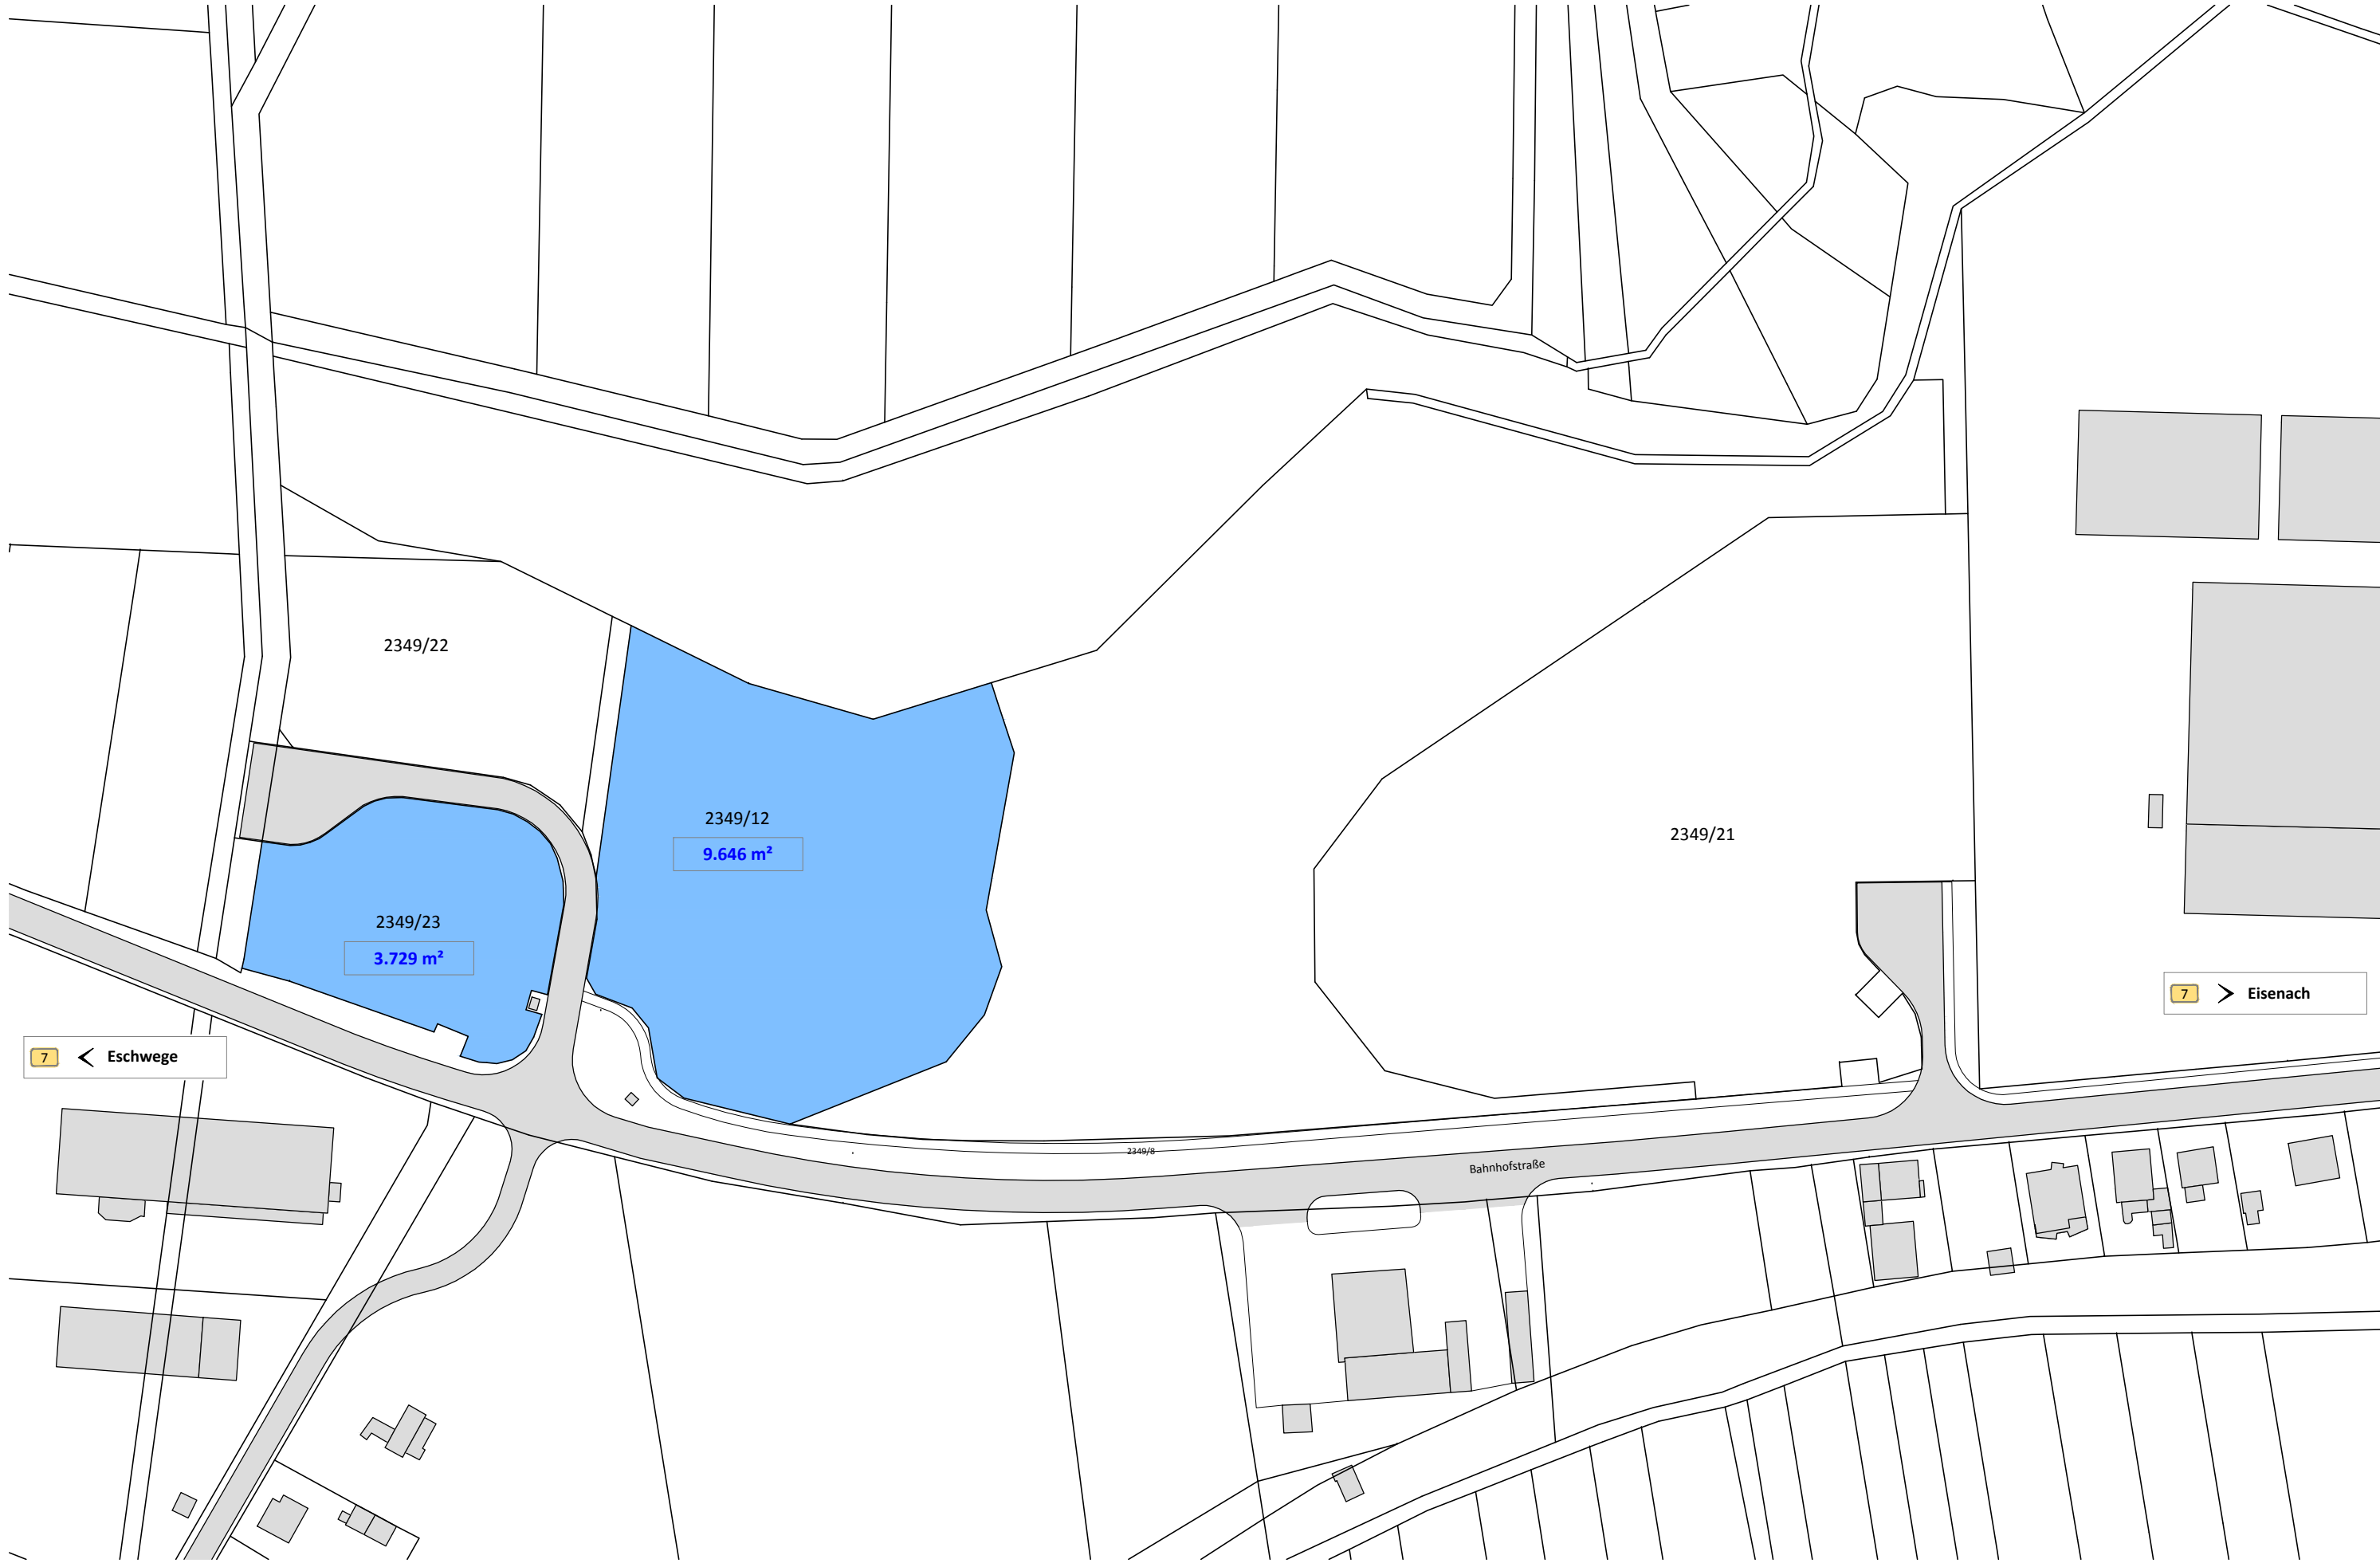 2349/22
2349/12
9.646 m²
2349/21
2349/23
3.729 m²
7 > Eisenach
7 < Eschwege
2349/8
Bahnhofstraße